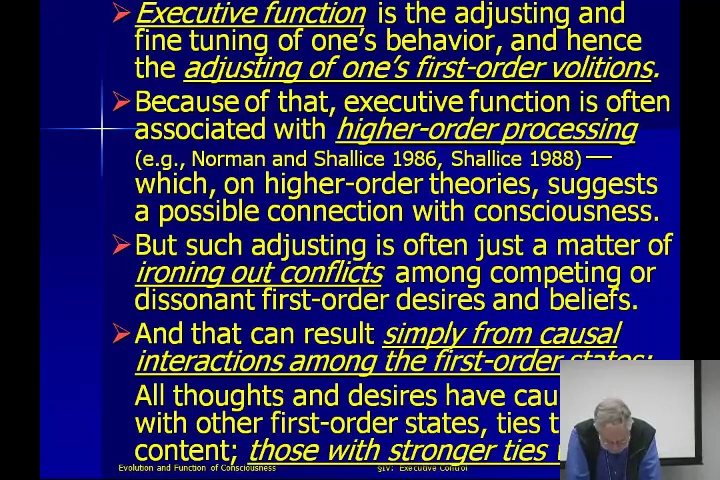 Executive function is the adjusting and
fine tuning of one's behavior, and hence
the adjusting of one's first-order volitions.
Because of that, executive function is often
associated with higher-order processing
(e.g., Norman and Shallice 1986, Shallice 1988) —
which, on higher-order theories, suggests
a possible connection with consciousness.
But such adjusting is often just a matter of
ironing out conflicts among competing or
dissonant first-order desires and beliefs.
And that can result simply from causal
interactions among the first-order states:
All thoughts and desires have
with other first-order states, ties
content; those with stronger ties
Evolution and Function of Consciousness
§IV: Executive Control